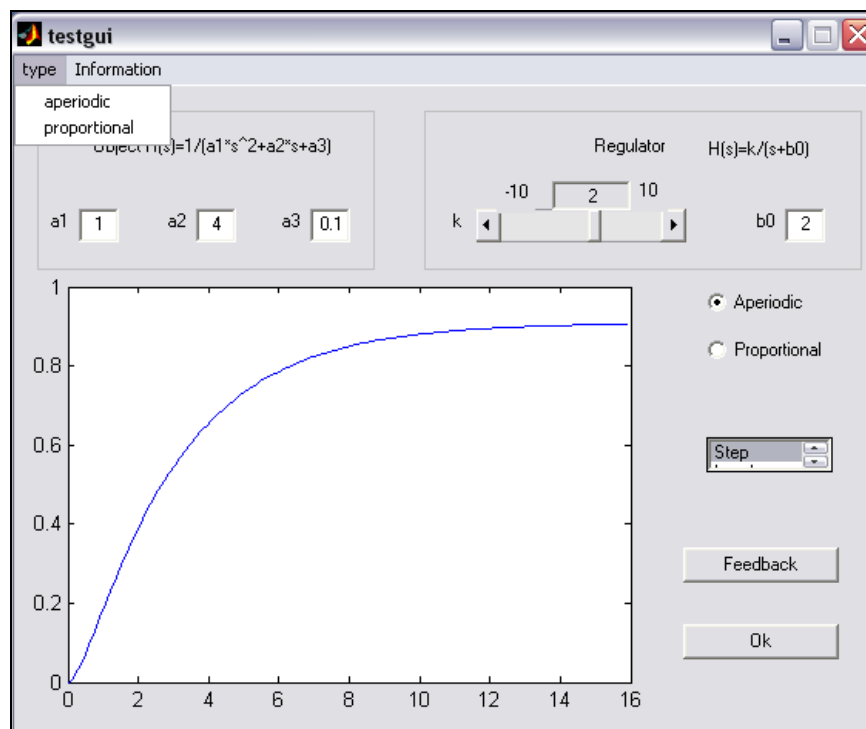 testgui
type Information
aperiodic
proportional
Object H(s)=1/(a1*s^2+a2*s+a3)
a1 1 a2 4 a3 0.1
Regulator H(s)=k/(s+b0)
-10 2 10
k b0 2
1
0.8
0.6
0.4
0.2
0
0 2 4 6 8 10 12 14 16
Aperiodic
Proportional
Step
Feedback
Ok